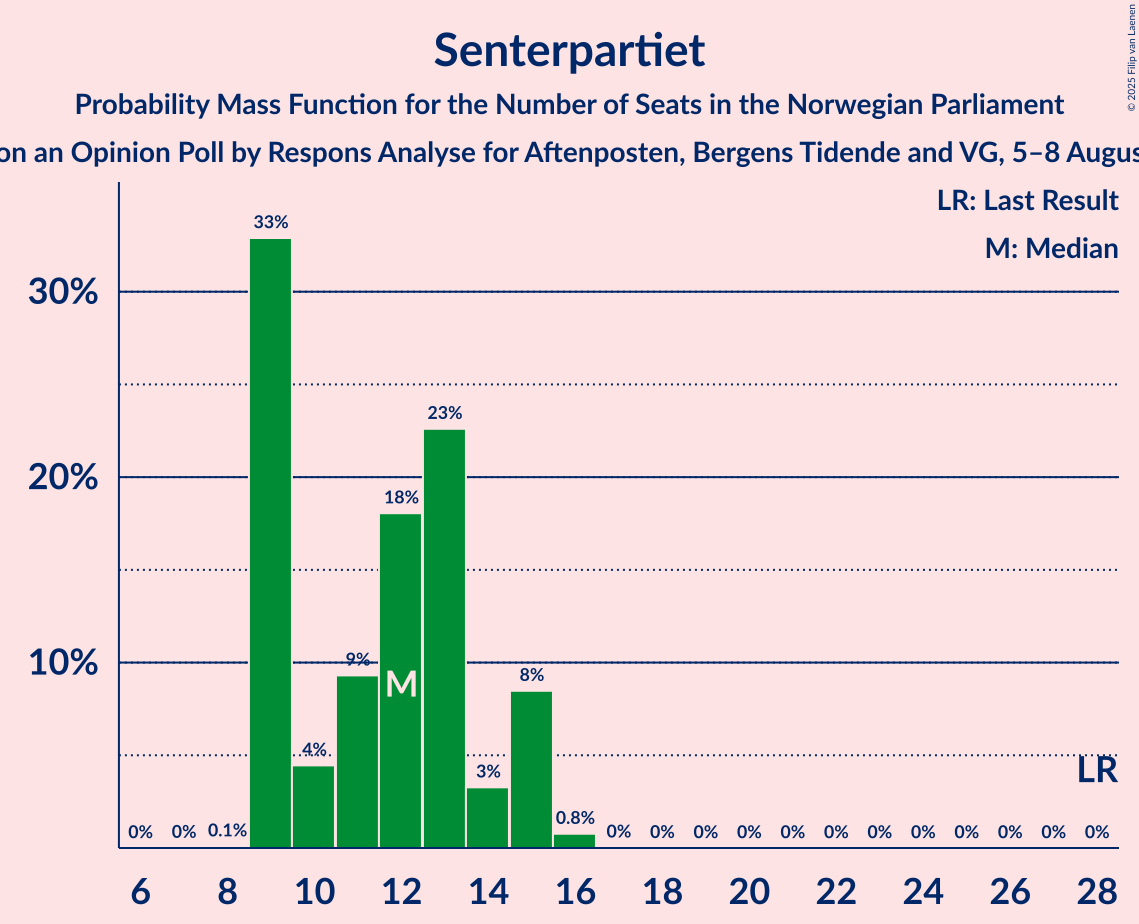 Senterpartiet
Probability Mass Function for the Number of Seats in the Norwegian Parliament
on an Opinion Poll by Respons Analyse for Aftenposten, Bergens Tidende and VG, 5–8 Augus
© 2025 Filip van Laenen
LR: Last Result
M: Median
33%
30%
23%
20%
18%
10%
9%
M
8%
4%
3%
LR
0% 0% 0.1% 0.8% 0% 0% 0% 0% 0% 0% 0% 0% 0% 0% 0% 0%
6 8 10 12 14 16 18 20 22 24 26 28